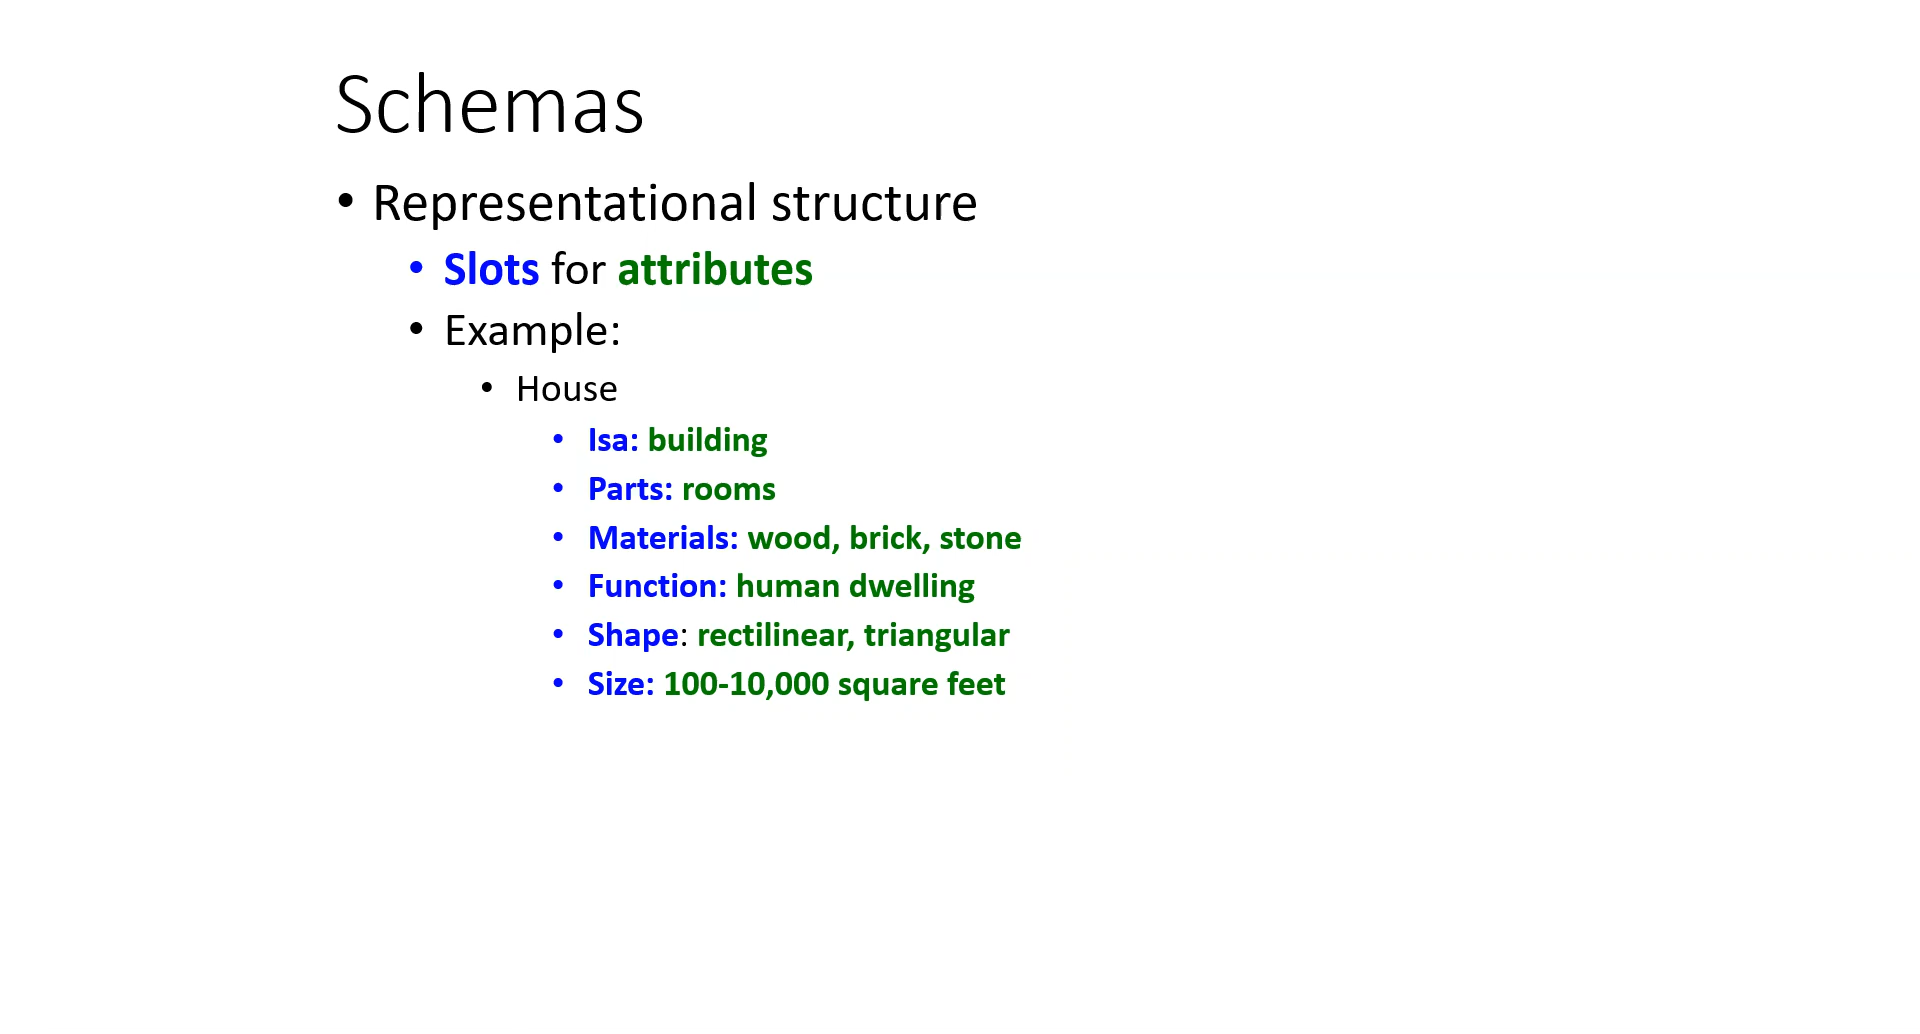 Schemas
• Representational structure
• Slots for attributes
• Example:
• House
• Isa: building
• Parts: rooms
• Materials: wood, brick, stone
• Function: human dwelling
• Shape: rectilinear, triangular
• Size: 100-10,000 square feet